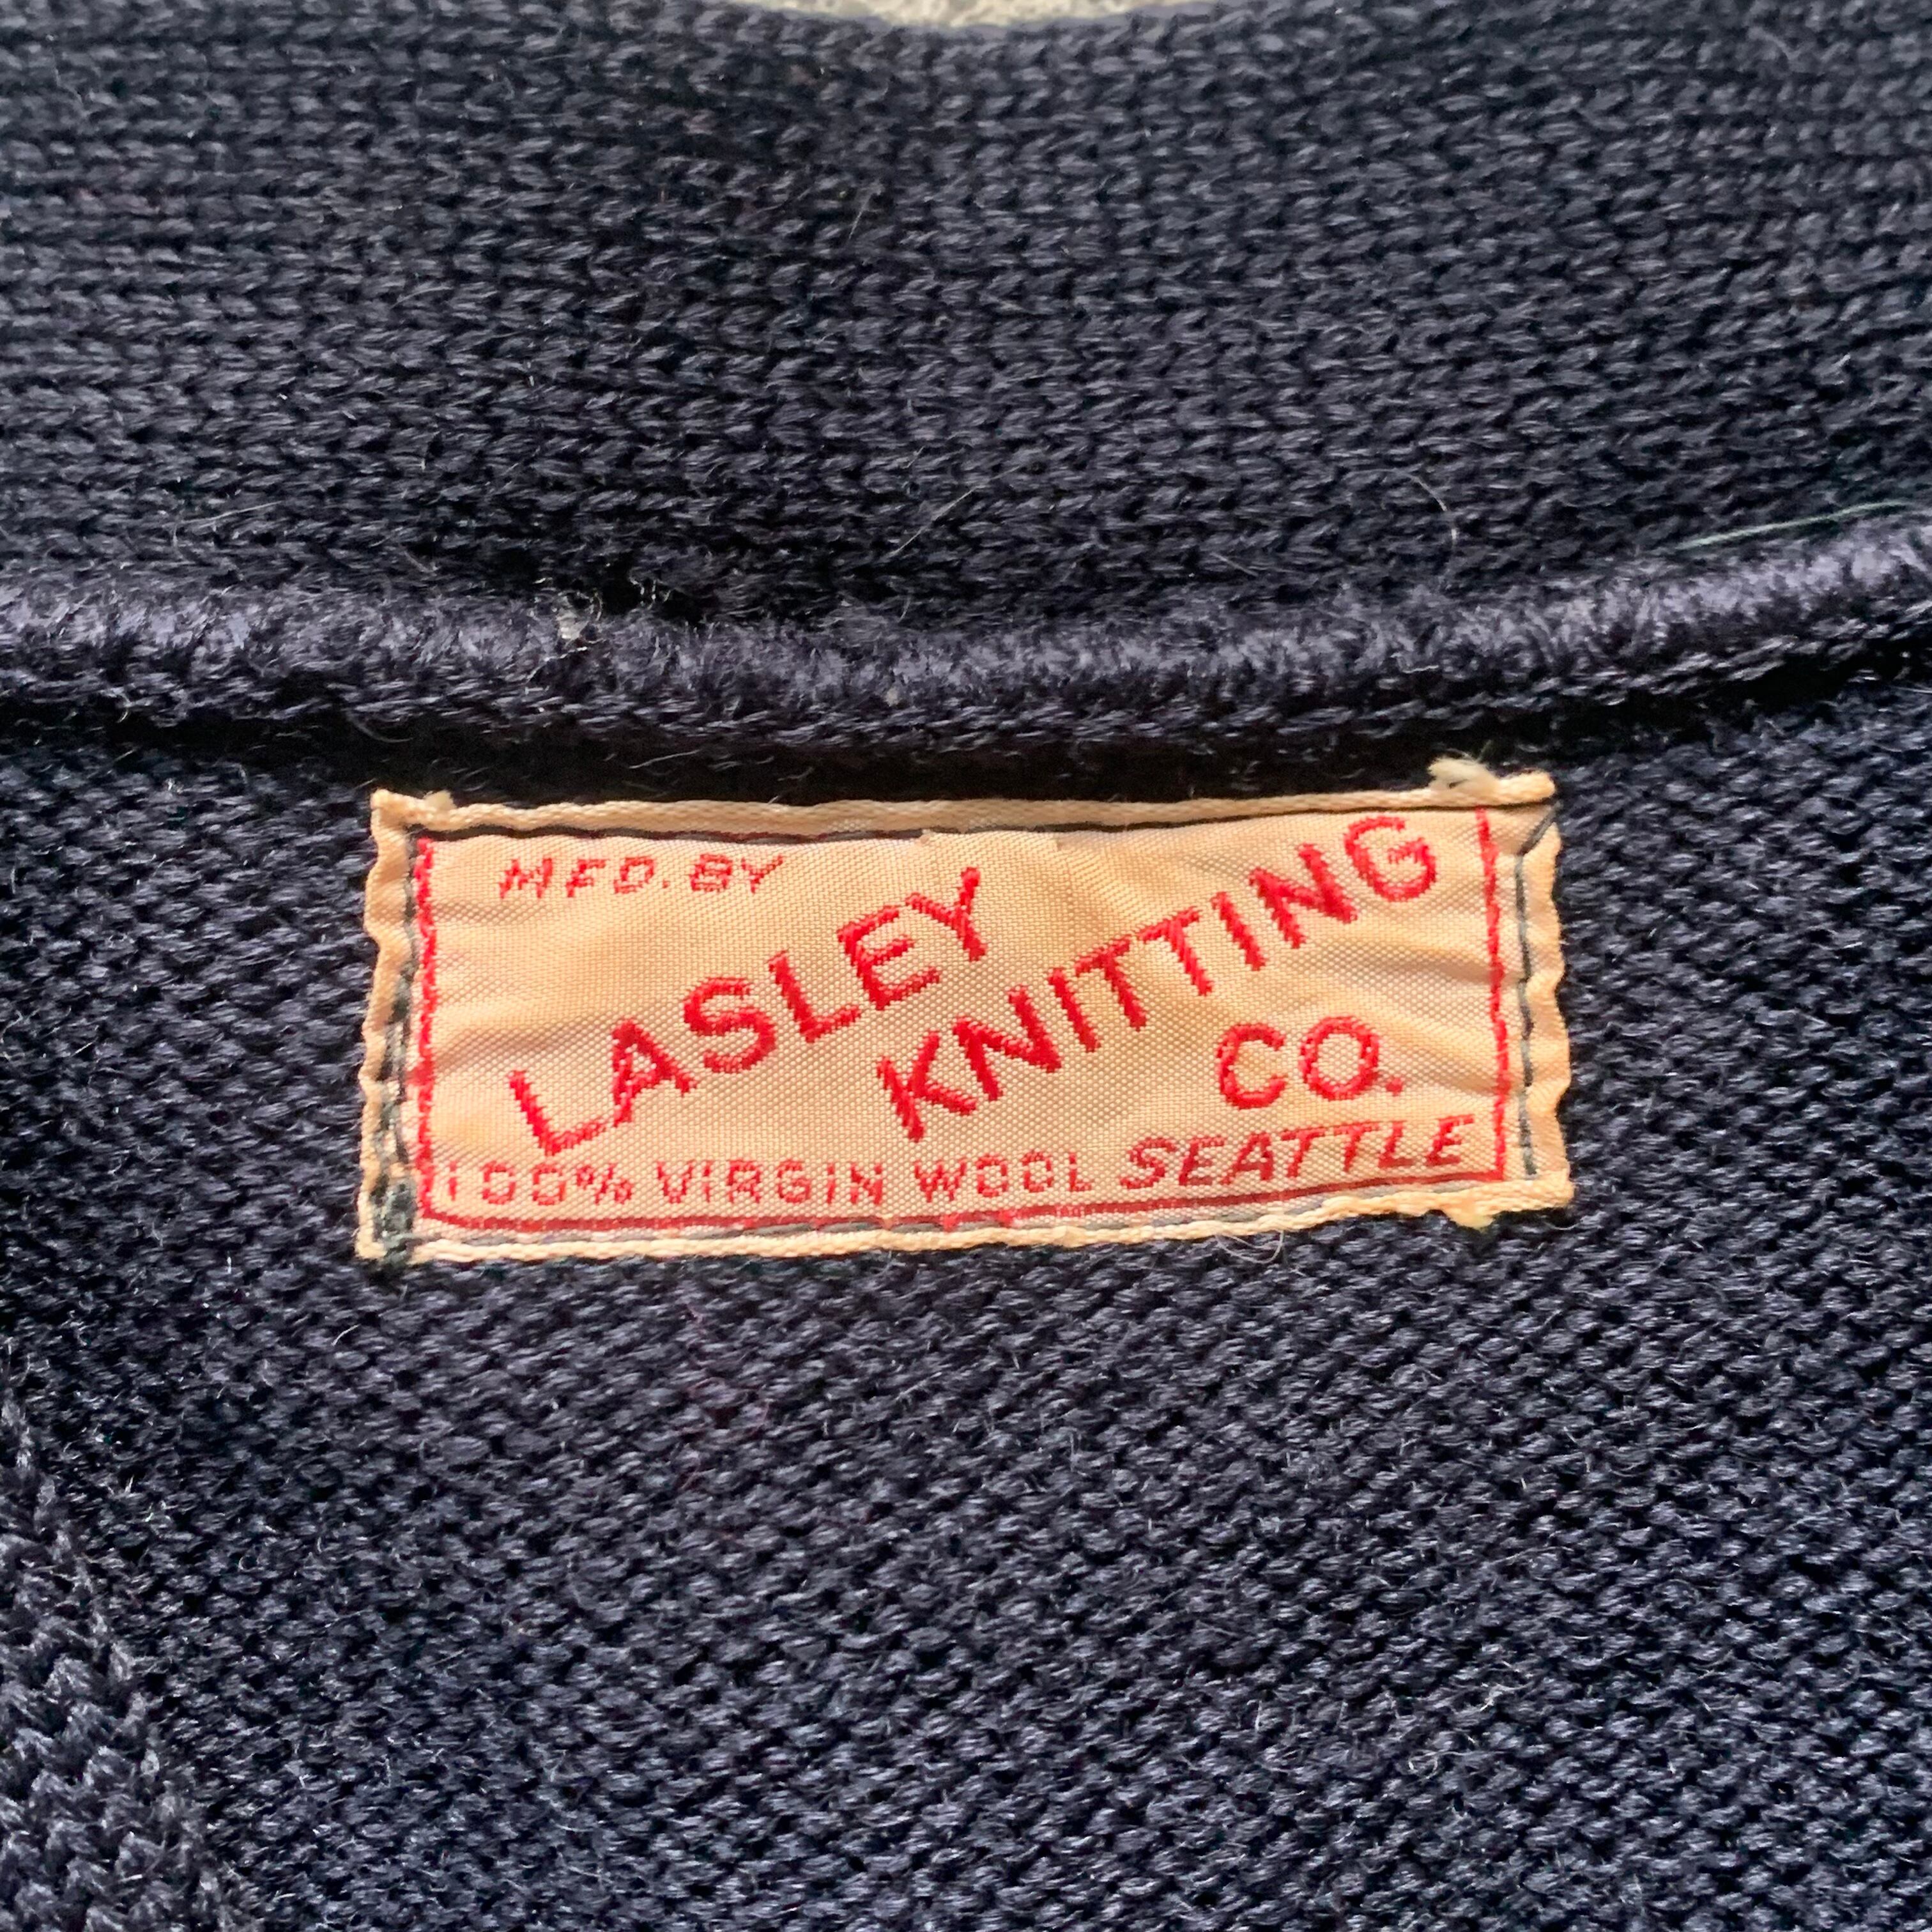 MFD. BY
LASLEY
KNITTING
CO.
100% VIRGIN WOOL SEATTLE